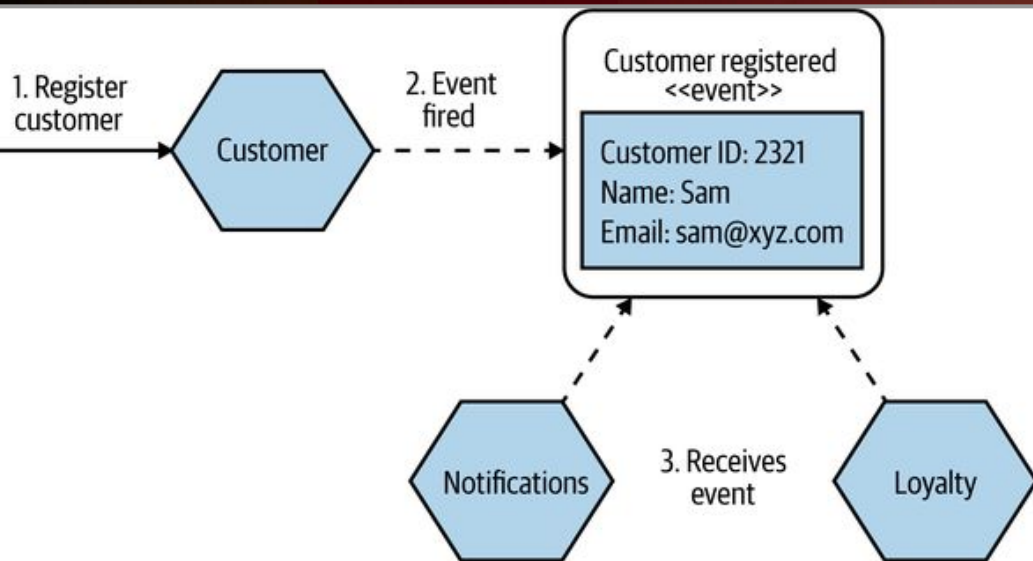 1. Register
customer
Customer
2. Event
fired
Customer registered
<<event>>
Customer ID: 2321
Name: Sam
Email: sam@xyz.com
Notifications
3. Receives
event
Loyalty